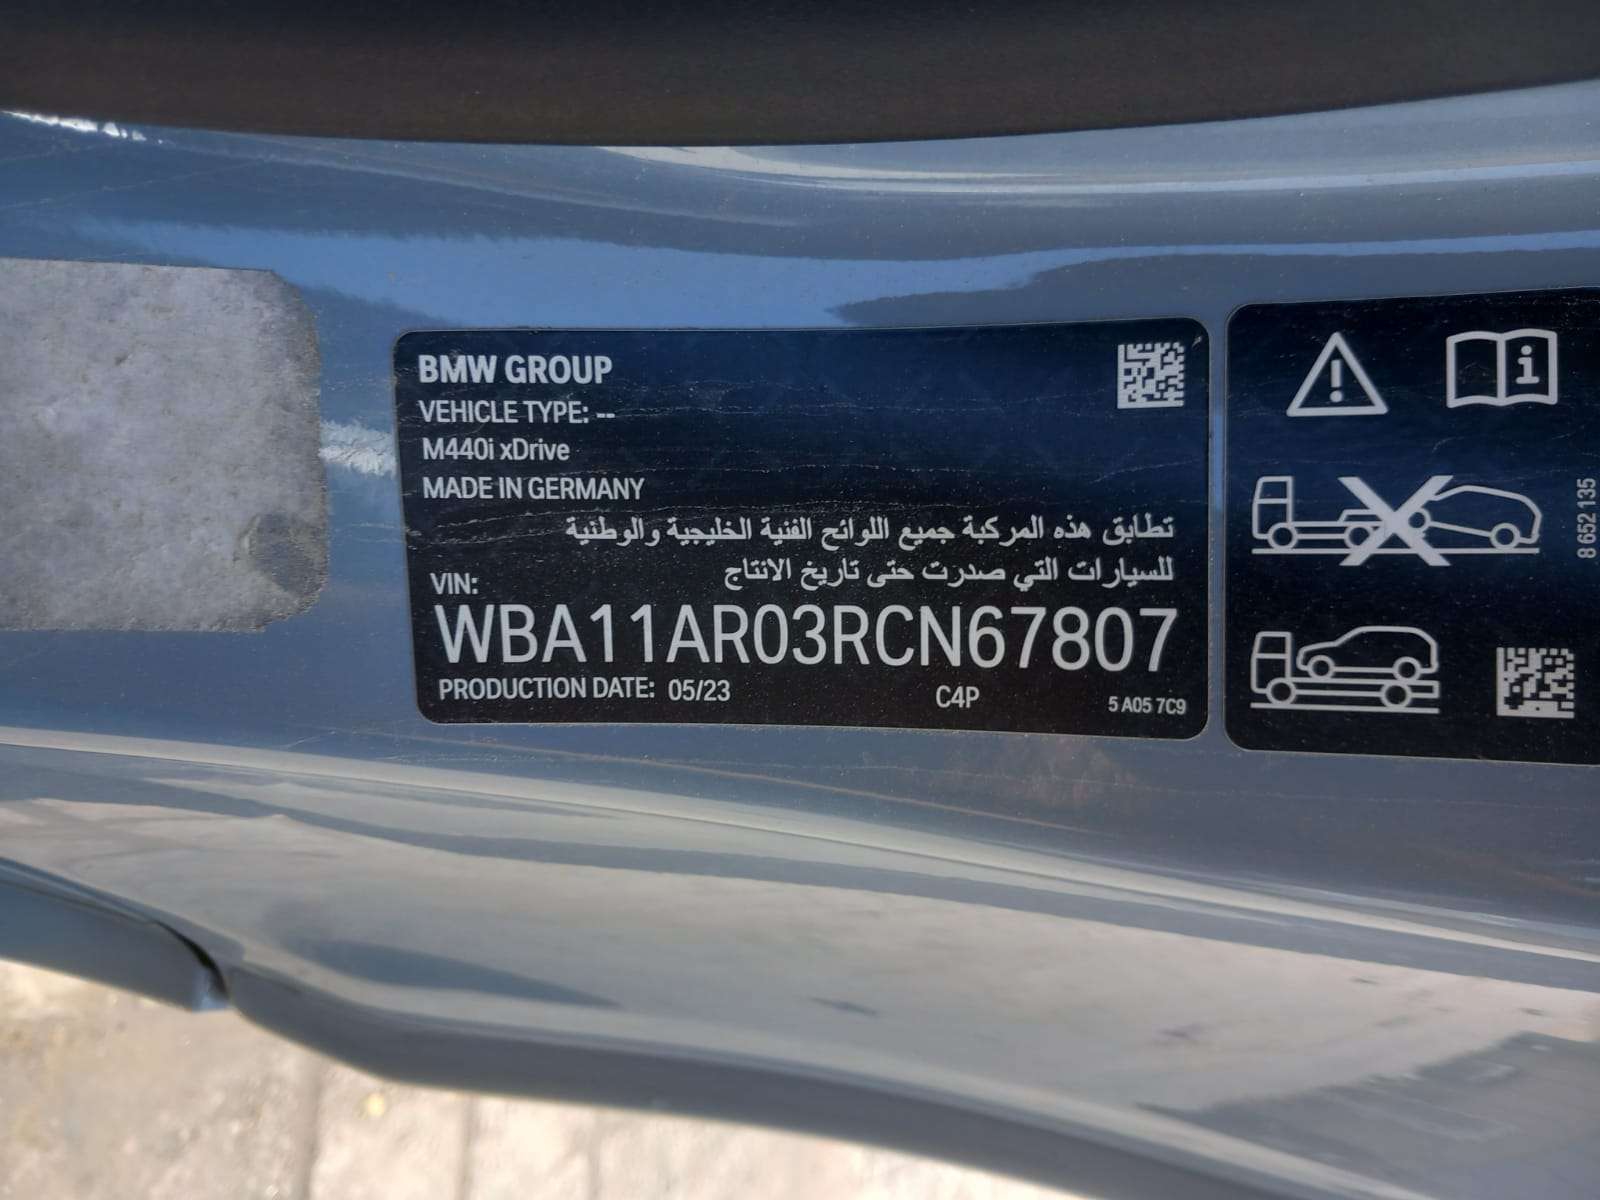 BMW GROUP
VEHICLE TYPE: --
M440i xDrive
MADE IN GERMANY
تطابق هذه المركبة جميع اللوائح الفنية الخليجية والوطنية
للسيارات التي صدرت حتى تاريخ الانتاج
VIN:
WBA11AR03RCN67807
PRODUCTION DATE: 05/23 C4P 5 A05 7C9
8 652 135